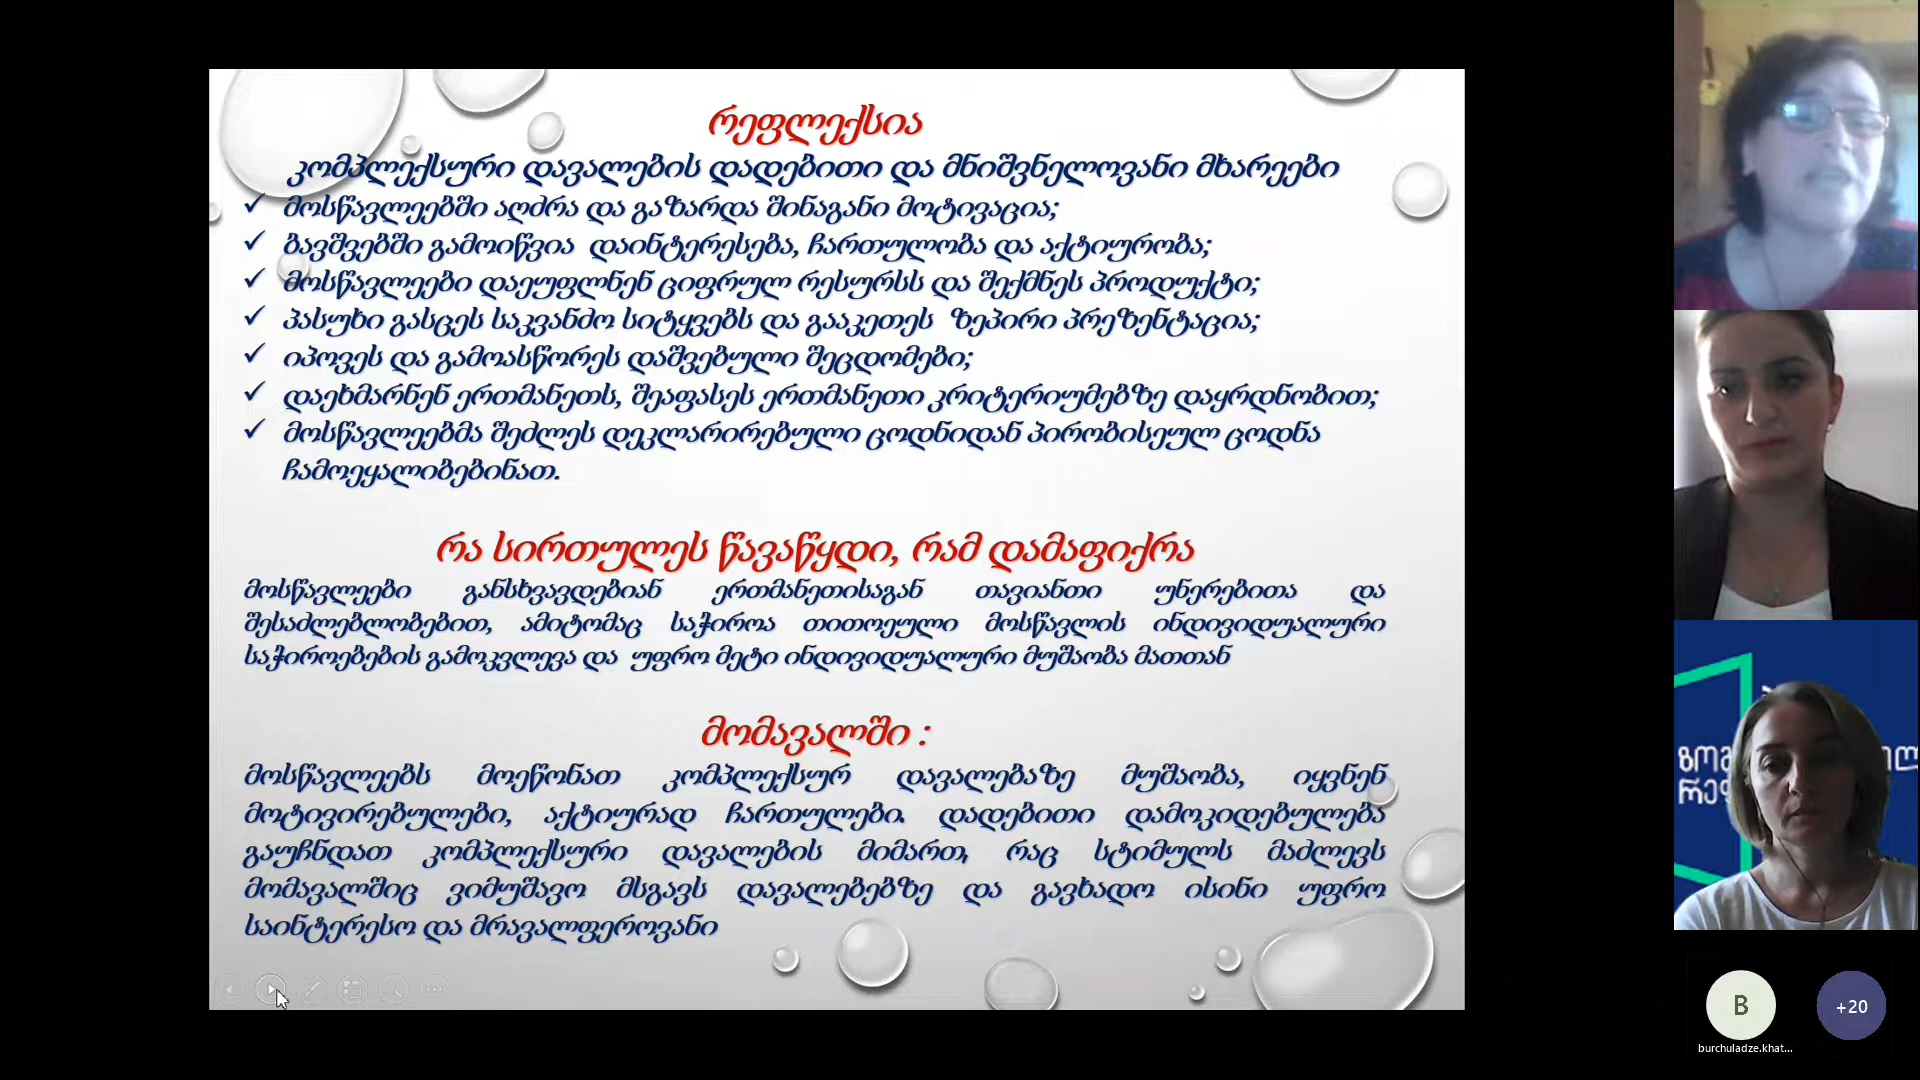 რეფლექსია
კომპლექსური დავალების დადებითი და მნიშვნელოვანი მხარეები
✓ მოსწავლეებში აღძრა და გაზარდა შინაგანი მოტივაცია;
✓ ბავშვებში გამოიწვია დაინტერესება, ჩართულობა და აქტიურობა;
✓ მოსწავლეები დაეუფლნენ ციფრულ რესურსს და შექმნეს პროდუქტი;
✓ პასუხი გასცეს საკვანძო სიტყვებს და გააკეთეს ზეპირი პრეზენტაცია;
✓ იპოვეს და გამოასწორეს დაშვებული შეცდომები;
✓ დაეხმარნენ ერთმანეთს, შეაფასეს ერთმანეთი კრიტერიუმებზე დაყრდნობით;
✓ მოსწავლეებმა შეძლეს დეკლარირებული ცოდნიდან პირობისეულ ცოდნა
ჩამოეყალიბებინათ.
რა სირთულეს წავაწყდი, რამ დამაფიქრა
მოსწავლეები განსხვავდებიან ერთმანეთისაგან თავიანთი უნერებითა და
შესაძლებლობებით, ამიტომაც საჭიროა თითოეული მოსწავლის ინდივიდუალური
საჭიროებების გამოკვლევა და უფრო მეტი ინდივიდუალური მუშაობა მათთან
მომავალში :
მოსწავლეებს მოეწონათ კომპლექსურ დავალებაზე მუშაობა, იყვნენ
მოტივირებულები, აქტიურად ჩართულები. დადებითი დამოკიდებულება
გაუჩნდათ კომპლექსური დავალების მიმართ, რაც სტიმულს მაძლევს
მომავალშიც ვიმუშავო მსგავს დავალებებზე და გავხადო ისინი უფრო
საინტერესო და მრავალფეროვანი
B
+20
burchuladze.khat...